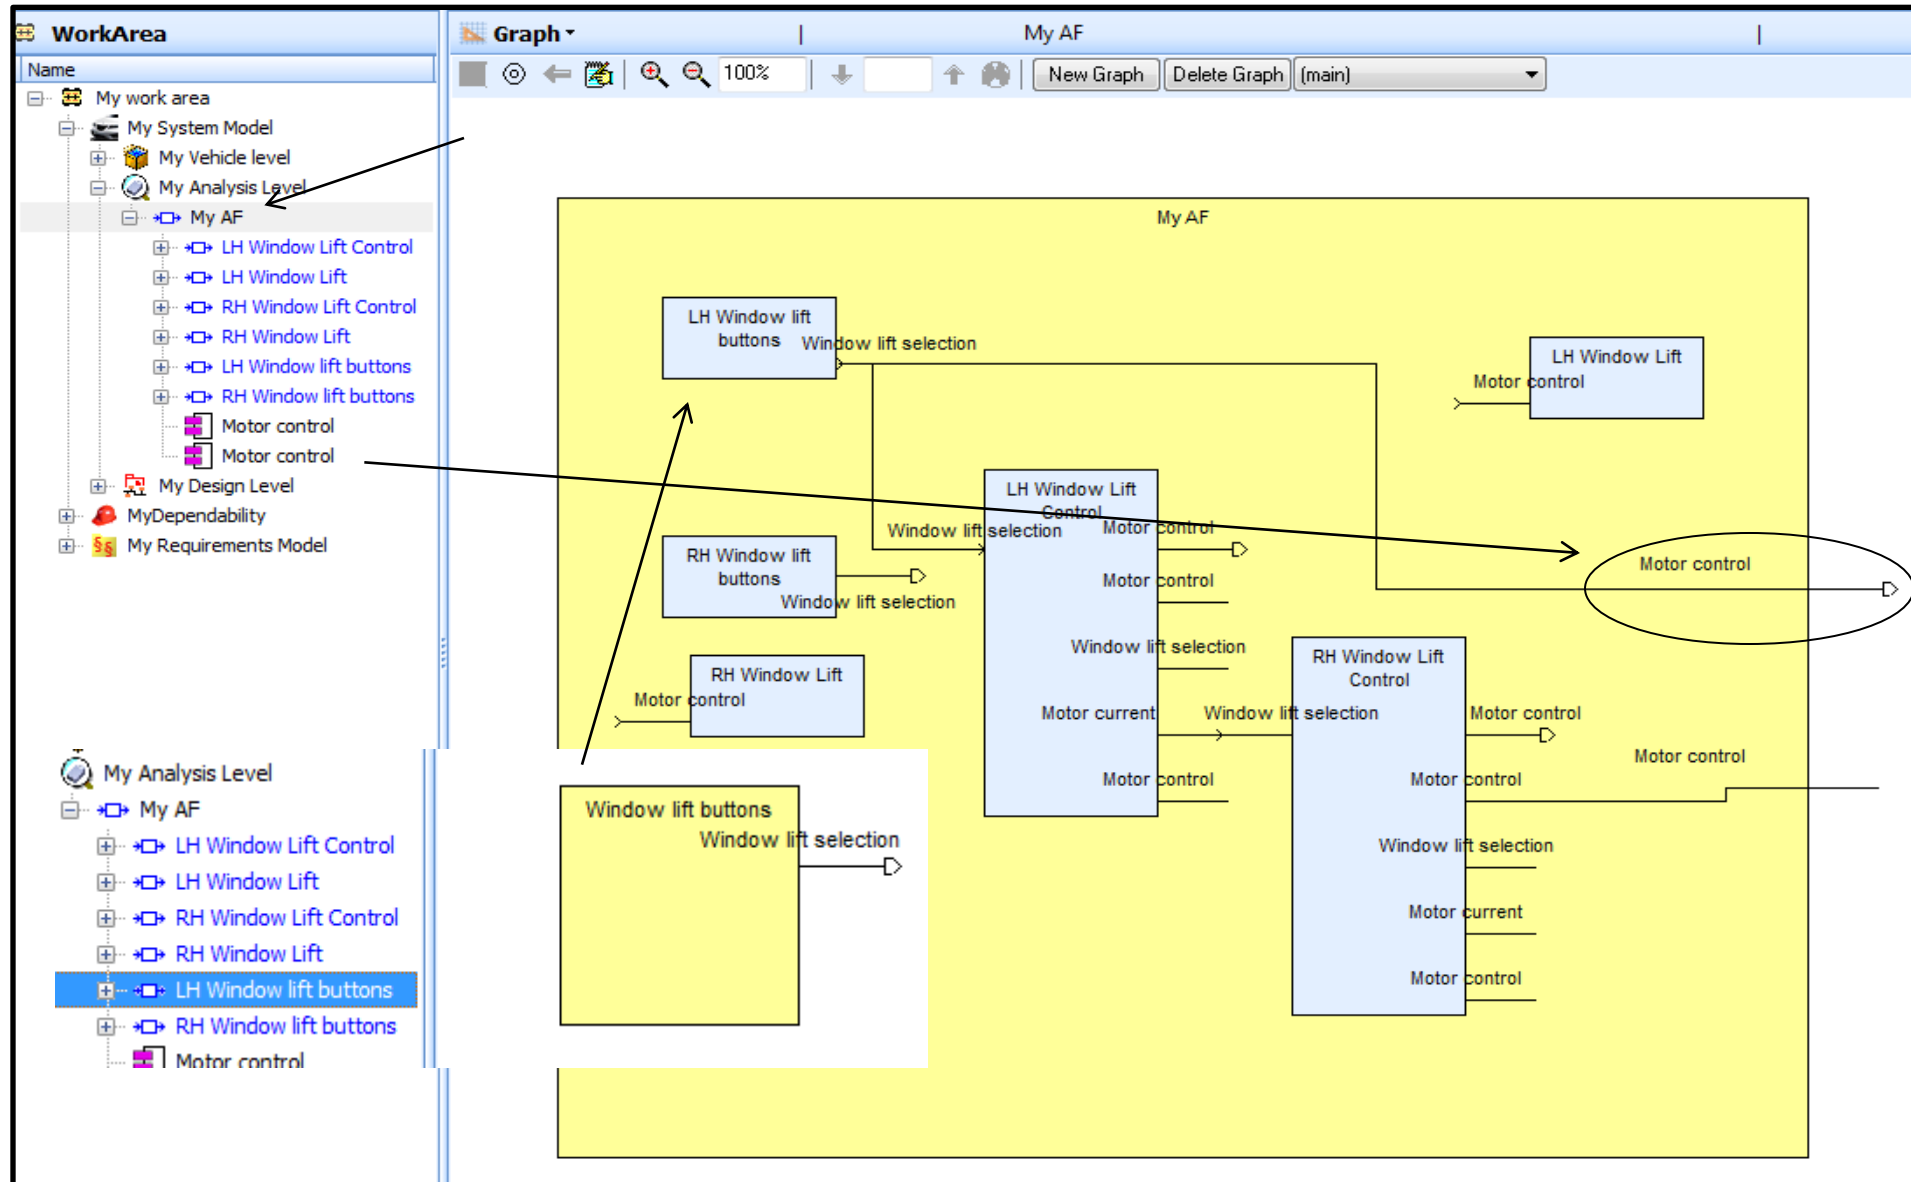 WorkArea
Name
My work area
My System Model
My Vehicle level
My Analysis Level
My AF
LH Window Lift Control
LH Window Lift
RH Window Lift Control
RH Window Lift
LH Window lift buttons
RH Window lift buttons
Motor control
Motor control
My Design Level
MyDependability
§§ My Requirements Model
My Analysis Level
My AF
LH Window Lift Control
LH Window Lift
RH Window Lift Control
RH Window Lift
LH Window lift buttons
RH Window lift buttons
Motor control
Graph
My AF
100%
New Graph
Delete Graph
(main)
My AF
LH Window lift
buttons
Window lift selection
LH Window Lift
Motor control
LH Window Lift
Control
Window lift selection
Motor control
Motor control
Window lift selection
Motor current
Motor control
RH Window lift
buttons
Window lift selection
RH Window Lift
Motor control
Motor control
RH Window Lift
Control
Window lift selection
Motor control
Motor control
Motor control
Window lift selection
Motor current
Motor control
Window lift buttons
Window lift selection